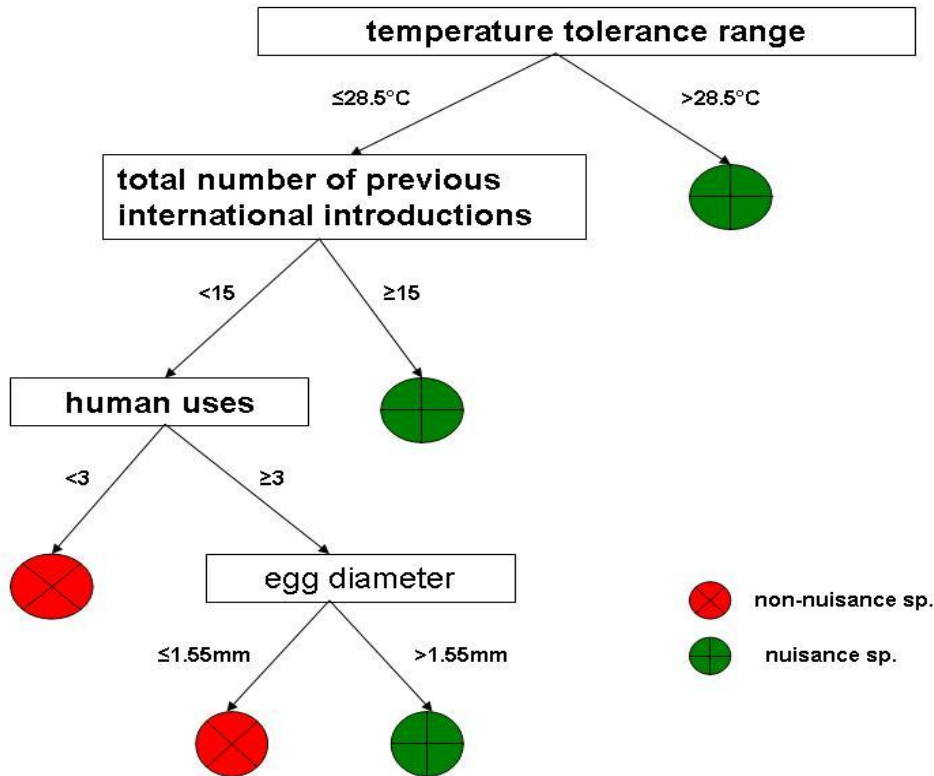 temperature tolerance range
≤28.5°C
>28.5°C
total number of previous
international introductions
<15
≥15
human uses
<3
≥3
egg diameter
≤1.55mm
>1.55mm
non-nuisance sp.
nuisance sp.